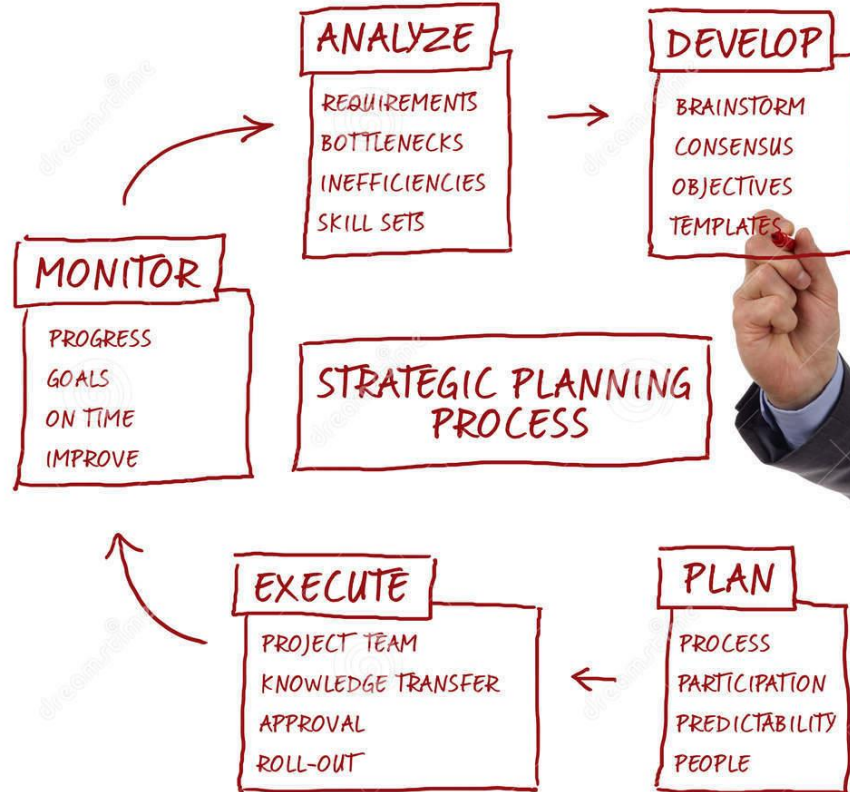 ANALYZE
REQUIREMENTS
BOTTLENECKS
INEFFICIENCIES
SKILL SETS
DEVELOP
BRAINSTORM
CONSENSUS
OBJECTIVES
TEMPLATES
MONITOR
PROGRESS
GOALS
ON TIME
IMPROVE
STRATEGIC PLANNING
PROCESS
EXECUTE
PROJECT TEAM
KNOWLEDGE TRANSFER
APPROVAL
ROLL-OUT
PLAN
PROCESS
PARTICIPATION
PREDICTABILITY
PEOPLE
dreamstime